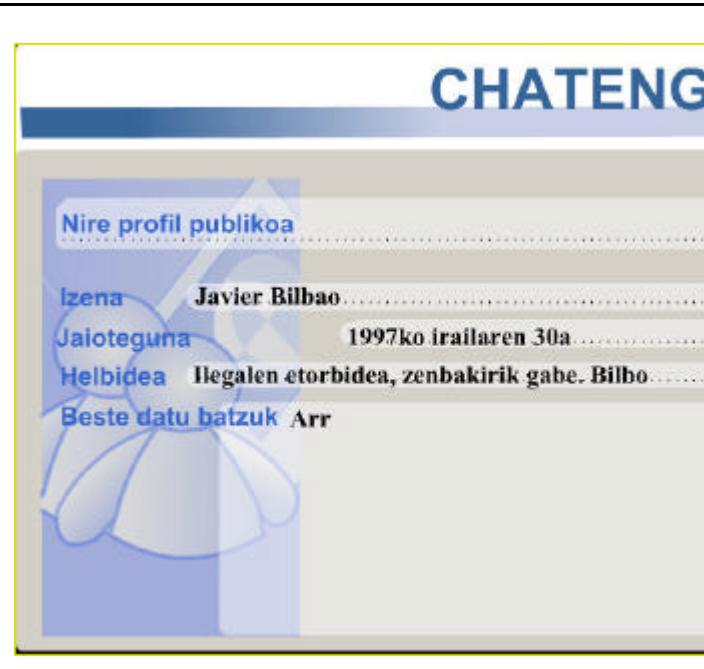 CHATENG
Nire profil publikoa
Izena Javier Bilbao
Jaioteguna 1997ko irailaren 30a
Helbidea Ilegalen etorbidea, zenbakirik gabe. Bilbo
Beste datu batzuk Arr